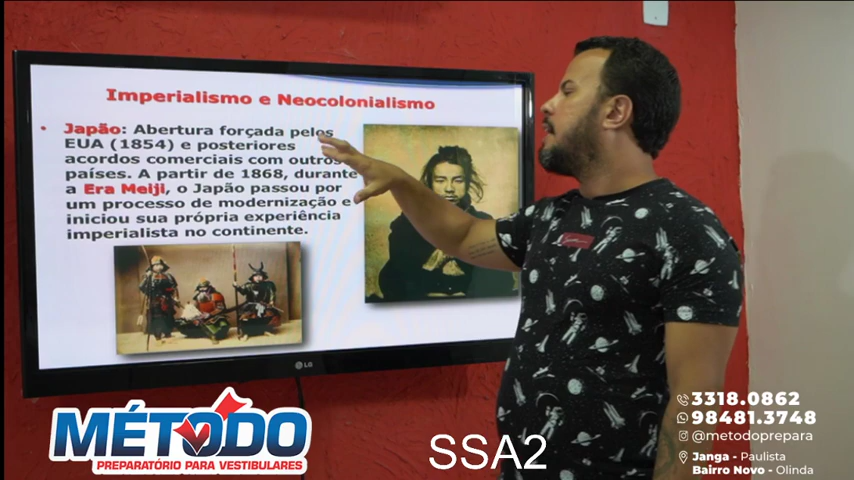 Imperialismo e Neocolonialismo
• Japão: Abertura forçada pelos
EUA (1854) e posteriores
acordos comerciais com outros
países. A partir de 1868, durante
a Era Meiji, o Japão passou por
um processo de modernização e
iniciou sua própria experiência
imperialista no continente.
LG
MÉTODO
PREPARATÓRIO PARA VESTIBULARES
SSA2
3318.0862
98481.3748
@metodoprepara
Janga - Paulista
Bairro Novo - Olinda